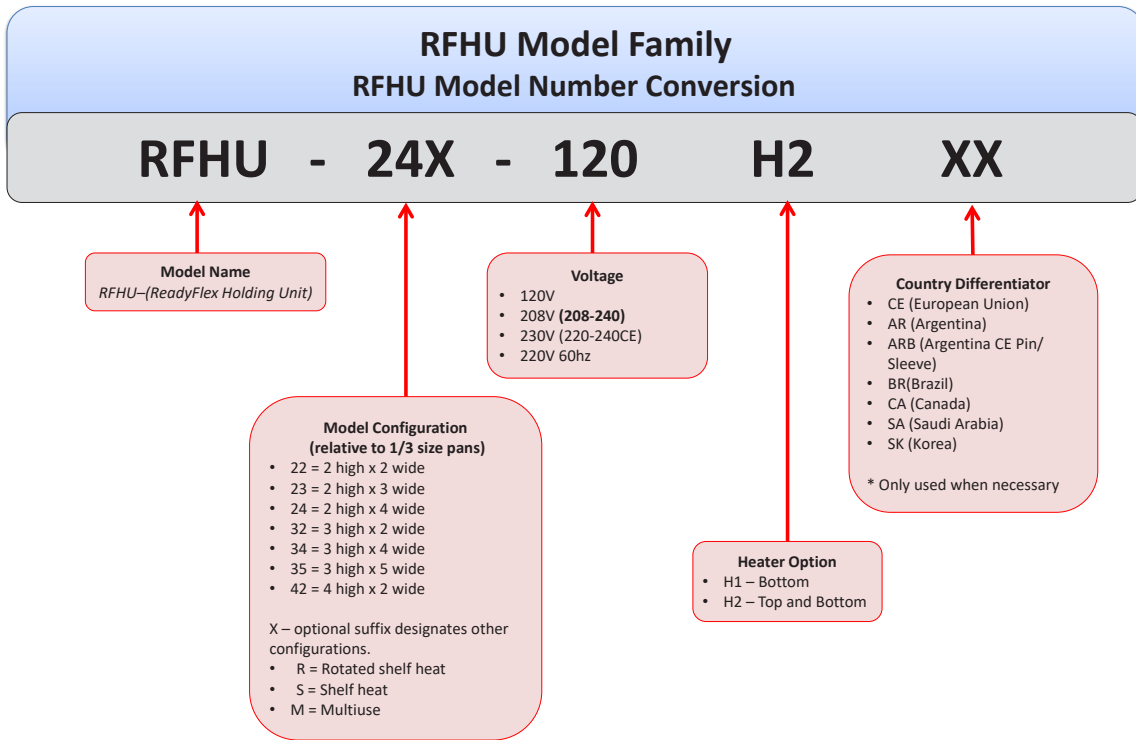 RFHU Model Family
RFHU Model Number Conversion
RFHU - 24X - 120 H2 XX
Model Name
RFHU–(ReadyFlex Holding Unit)
Voltage
• 120V
• 208V (208-240)
• 230V (220-240CE)
• 220V 60hz
Country Differentiator
• CE (European Union)
• AR (Argentina)
• ARB (Argentina CE Pin/
Sleeve)
• BR(Brazil)
• CA (Canada)
• SA (Saudi Arabia)
• SK (Korea)
* Only used when necessary
Model Configuration
(relative to 1/3 size pans)
• 22 = 2 high x 2 wide
• 23 = 2 high x 3 wide
• 24 = 2 high x 4 wide
• 32 = 3 high x 2 wide
• 34 = 3 high x 4 wide
• 35 = 3 high x 5 wide
• 42 = 4 high x 2 wide
X – optional suffix designates other
configurations.
• R = Rotated shelf heat
• S = Shelf heat
• M = Multiuse
Heater Option
• H1 – Bottom
• H2 – Top and Bottom